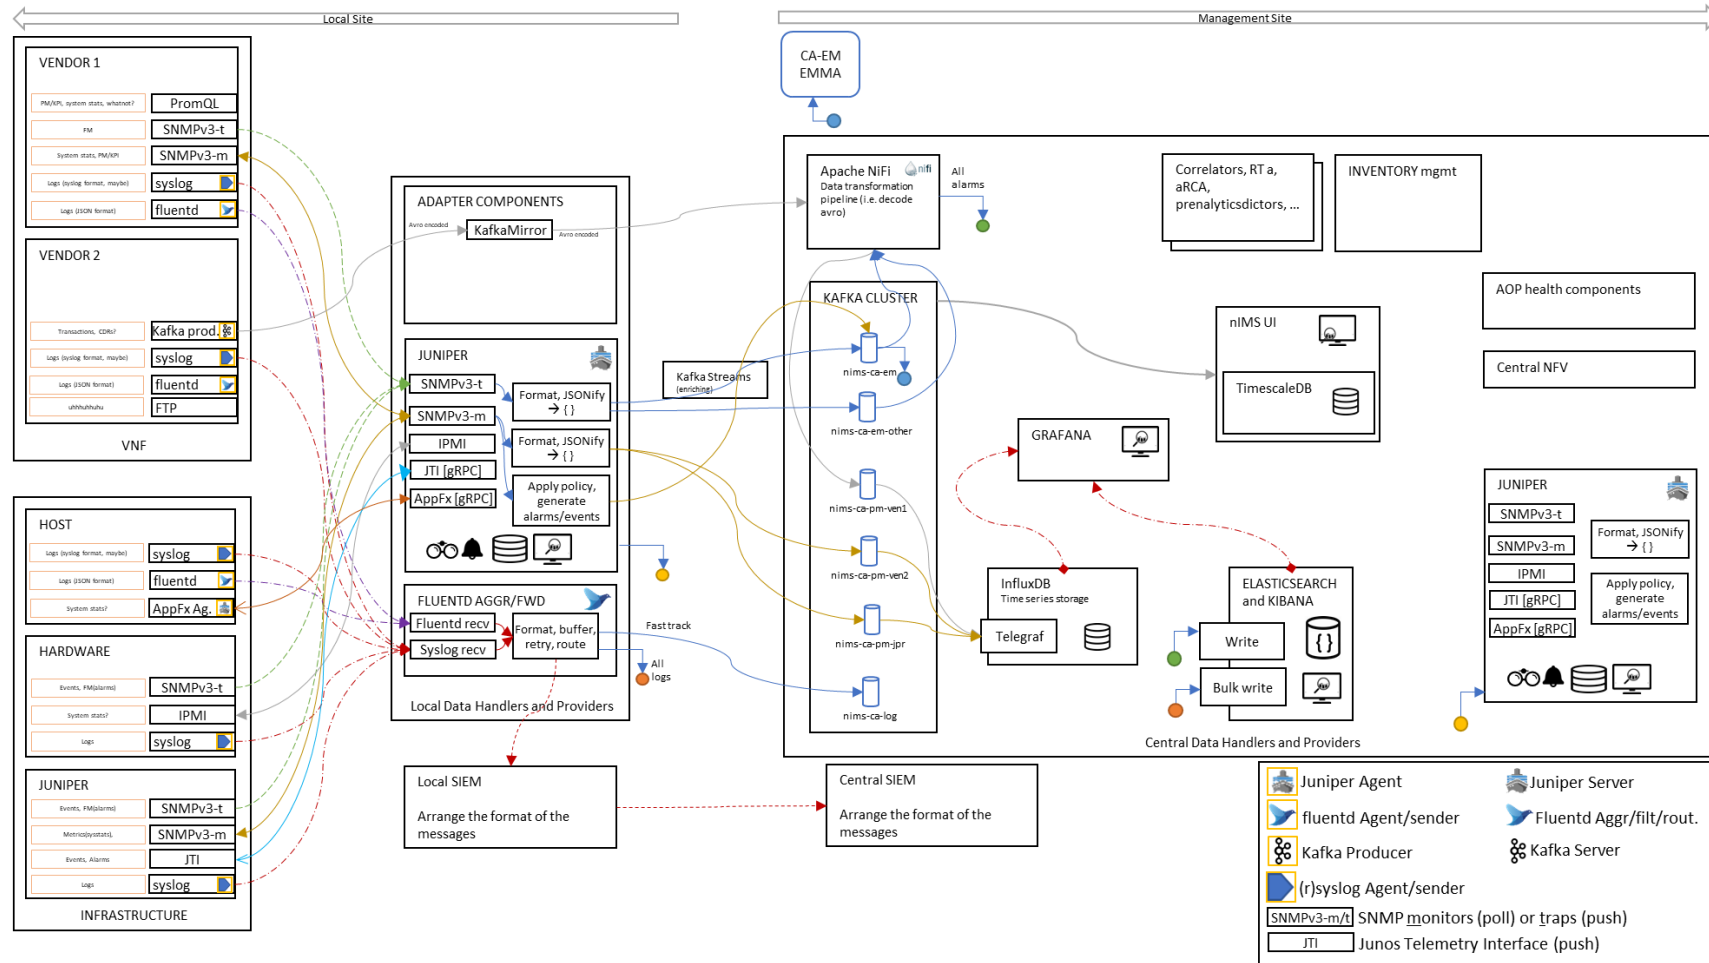 Local Site
Management Site
CA-EM
EMMA
VENDOR 1
PM/KPI, system stats, whatnot?
PromQL
FM
SNMPv3-t
System stats, PM/KPI
SNMPv3-m
Logs (syslog format, maybe)
syslog
Logs (JSON format)
fluentd
VENDOR 2
Transactions, CDRs?
Kafka prod.
Logs (syslog format, maybe)
syslog
Logs (JSON format)
fluentd
uhhhuhhuhu
FTP
VNF
HOST
Logs (syslog format, maybe)
syslog
Logs (JSON format)
fluentd
System stats?
AppFx Ag.
HARDWARE
Events, FM(alarms)
SNMPv3-t
System stats?
IPMI
Logs
syslog
JUNIPER
Events, FM(alarms)
SNMPv3-t
Metrics(sysstats),
SNMPv3-m
Events, Alarms
JTI
Logs
syslog
INFRASTRUCTURE
ADAPTER COMPONENTS
Avro encoded
KafkaMirror
Avro encoded
JUNIPER
SNMPv3-t
SNMPv3-m
IPMI
JTI [gRPC]
AppFx [gRPC]
Format, JSONify
→ { }
Format, JSONify
→ { }
Apply policy,
generate
alarms/events
FLUENTD AGGR/FWD
Fluentd recv
Syslog recv
Format, buffer,
retry, route
Local Data Handlers and Providers
Fast track
All
logs
Kafka Streams
(enriching)
Local SIEM
Arrange the format of the
messages
Central SIEM
Arrange the format of the
messages
Apache NiFi
nifi
Data transformation
pipeline (i.e. decode
avro)
All
alarms
KAFKA CLUSTER
nims-ca-em
nims-ca-em-other
nims-ca-pm-ven1
nims-ca-pm-ven2
nims-ca-pm-jpr
nims-ca-log
Correlators, RT a,
aRCA,
prenalyticsdictors, ...
INVENTORY mgmt
AOP health components
Central NFV
nIMS UI
TimescaleDB
GRAFANA
InfluxDB
Time series storage
Telegraf
ELASTICSEARCH
and KIBANA
{ }
Write
Bulk write
JUNIPER
SNMPv3-t
SNMPv3-m
IPMI
JTI [gRPC]
AppFx [gRPC]
Format, JSONify
→ { }
Apply policy,
generate
alarms/events
Central Data Handlers and Providers
Juniper Agent
Juniper Server
fluentd Agent/sender
Fluentd Aggr/filt/rout.
Kafka Producer
Kafka Server
(r)syslog Agent/sender
SNMPv3-m/t
SNMP monitors (poll) or traps (push)
JTI
Junos Telemetry Interface (push)